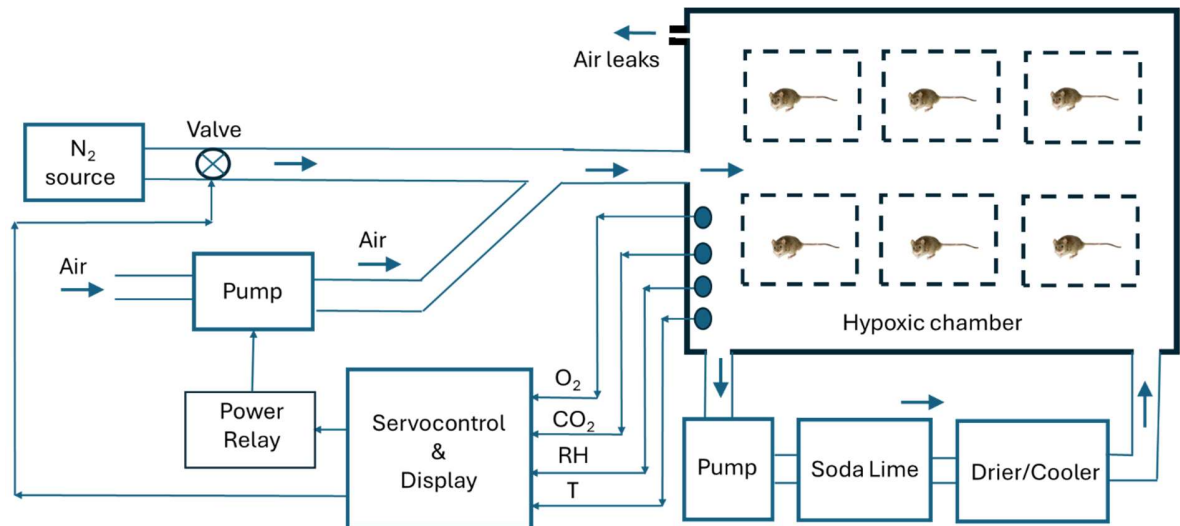 Air leaks
Valve
N₂
source
Air
Air
Pump
Hypoxic chamber
Power
Relay
Servocontrol
&
Display
O₂
CO₂
RH
T
Pump
Soda Lime
Drier/Cooler